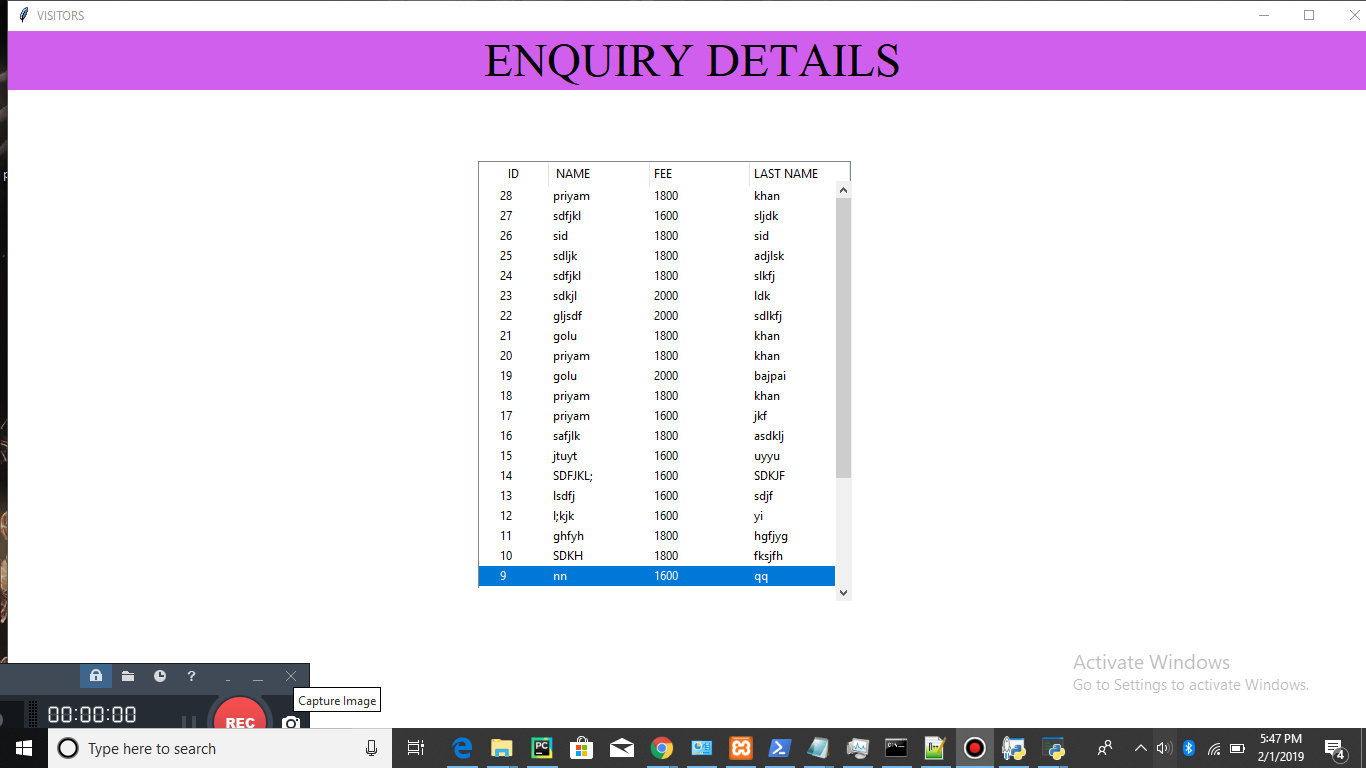 VISITORS
ENQUIRY DETAILS
ID NAME FEE LAST NAME
28 priyam 1800 khan
27 sdfjkl 1600 sljdk
26 sid 1800 sid
25 sdljk 1800 adjlsk
24 sdfjkl 1800 slkfj
23 sdkjl 2000 ldk
22 gljsdf 2000 sdlkfj
21 golu 1800 khan
20 priyam 1800 khan
19 golu 2000 bajpai
18 priyam 1800 khan
17 priyam 1600 jkf
16 safjlk 1800 asdklj
15 jtuyt 1600 uyyu
14 SDFJKL; 1600 SDKJF
13 lsdfj 1600 sdjf
12 l;kjk 1600 yi
11 ghfyh 1800 hgfjyg
10 SDKH 1800 fksjfh
9 nn 1600 qq
Activate Windows
Go to Settings to activate Windows.
Capture Image
00:00:00
REC
Type here to search
5:47 PM
2/1/2019
4